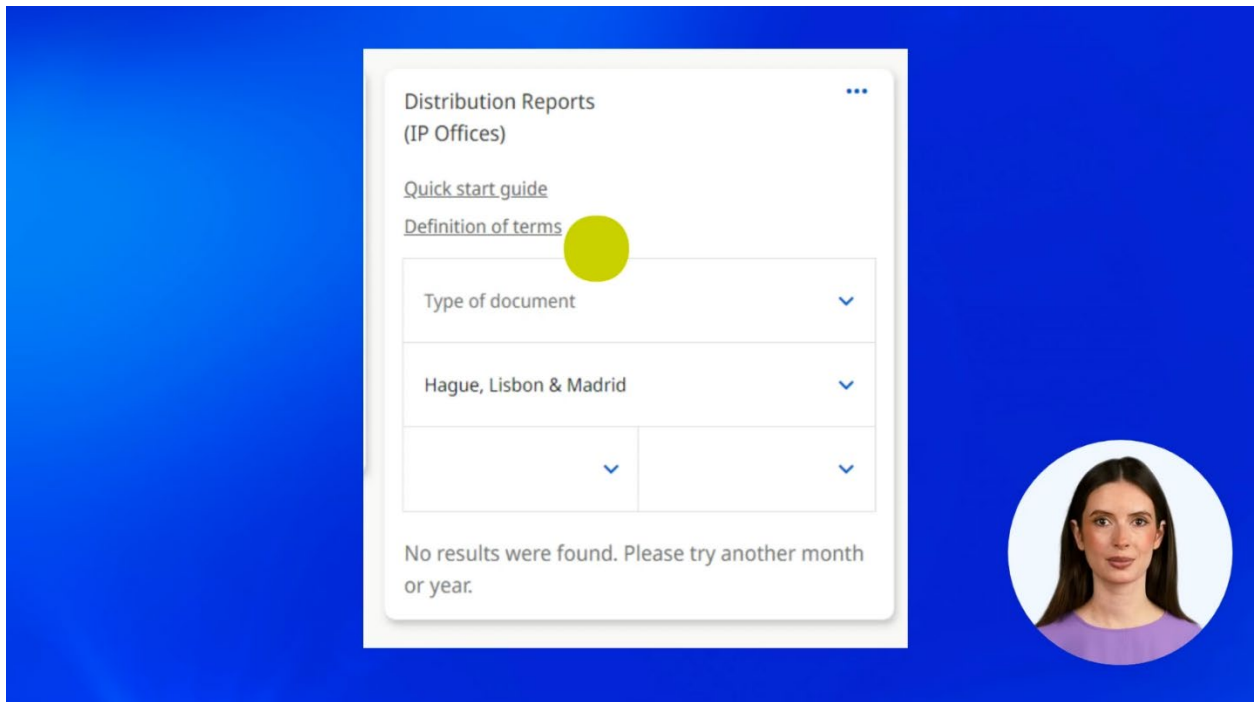 Distribution Reports
(IP Offices)
Quick start guide
Definition of terms
Type of document
Hague, Lisbon & Madrid
No results were found. Please try another month
or year.